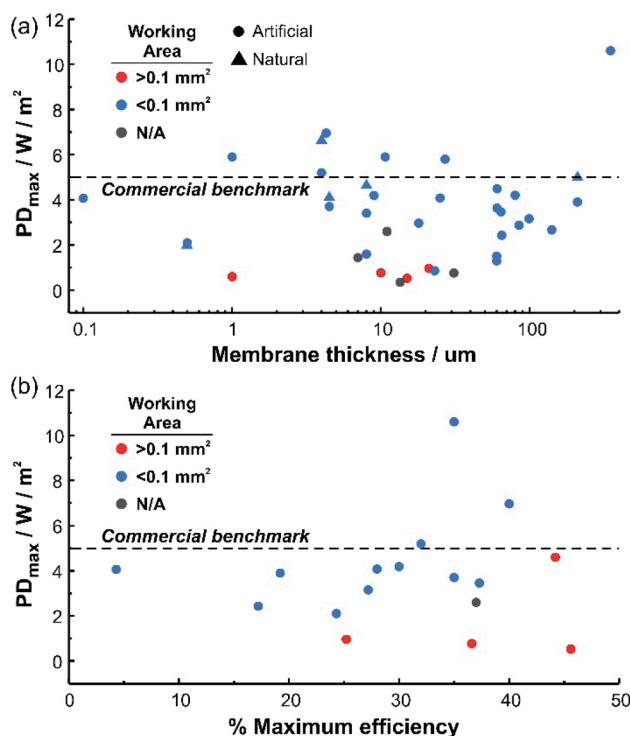 (a)
12
10
8
6
4
2
0
PDmax / W / m²
Working
Area
>0.1 mm²
<0.1 mm²
N/A
Artificial
Natural
Commercial benchmark
0.1 1 10 100
Membrane thickness / um
(b)
12
10
8
6
4
2
0
PDmax / W / m²
Working
Area
>0.1 mm²
<0.1 mm²
N/A
Commercial benchmark
0 10 20 30 40 50
% Maximum efficiency